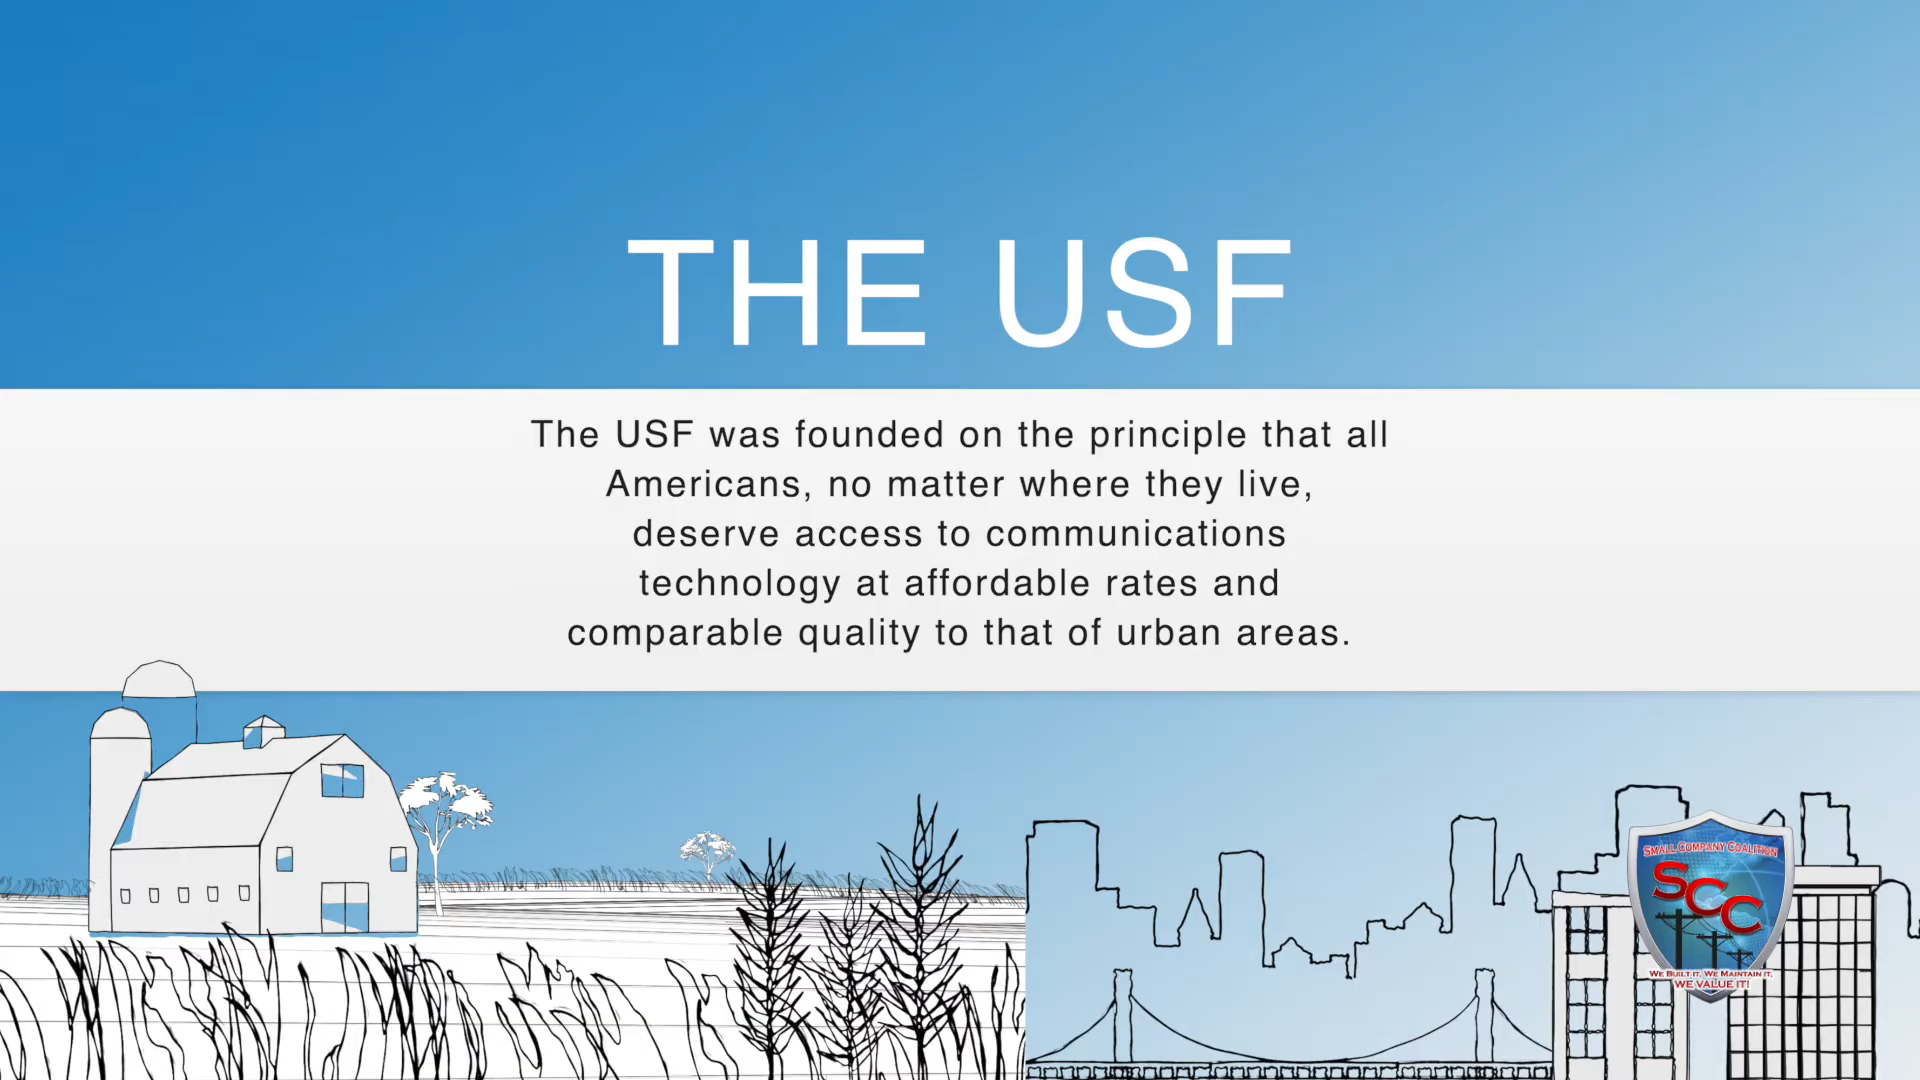 THE USF
The USF was founded on the principle that all
Americans, no matter where they live,
deserve access to communications
technology at affordable rates and
comparable quality to that of urban areas.
SMALL COMPANY COALITION
SCC
WE BUILT IT, WE MAINTAIN IT,
WE VALUE IT!